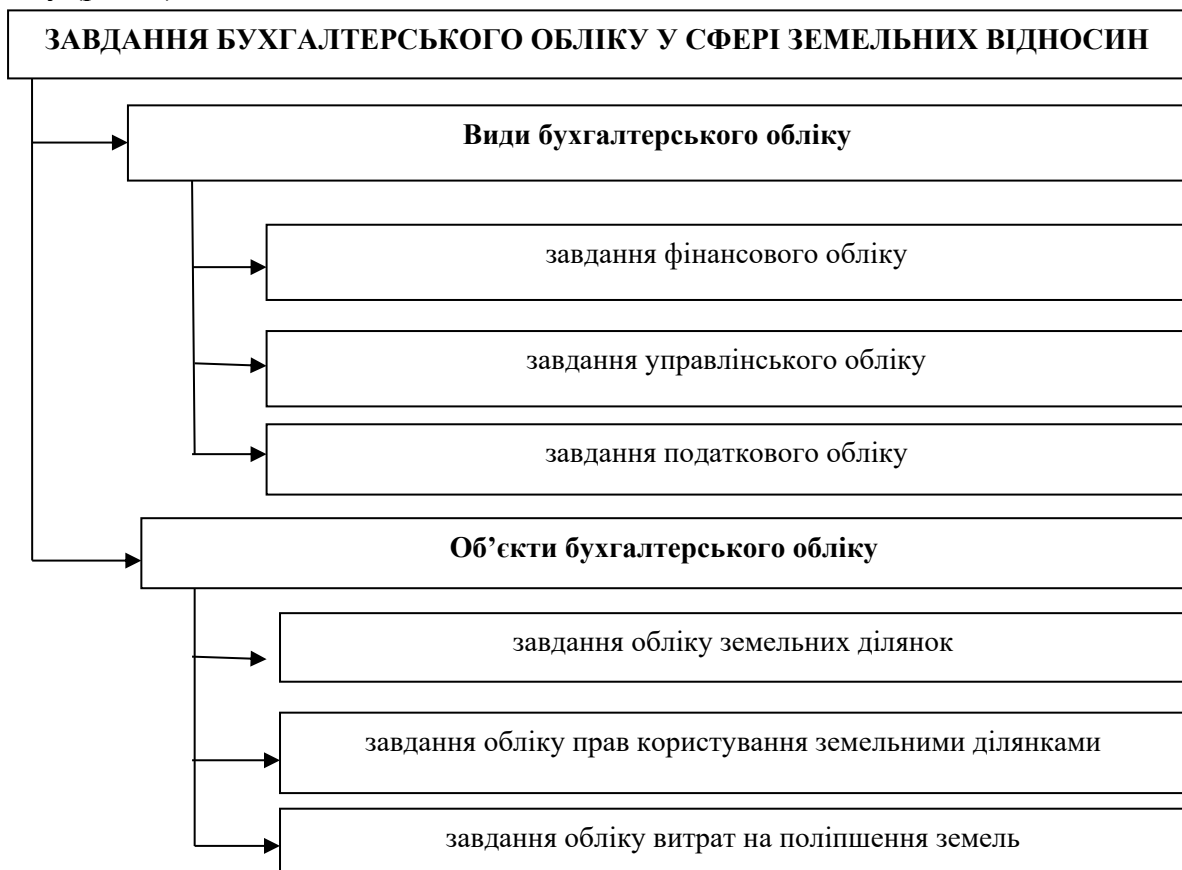 ЗАВДАННЯ БУХГАЛТЕРСЬКОГО ОБЛІКУ У СФЕРІ ЗЕМЕЛЬНИХ ВІДНОСИН
Види бухгалтерського обліку
завдання фінансового обліку
завдання управлінського обліку
завдання податкового обліку
Об’єкти бухгалтерського обліку
завдання обліку земельних ділянок
завдання обліку прав користування земельними ділянками
завдання обліку витрат на поліпшення земель